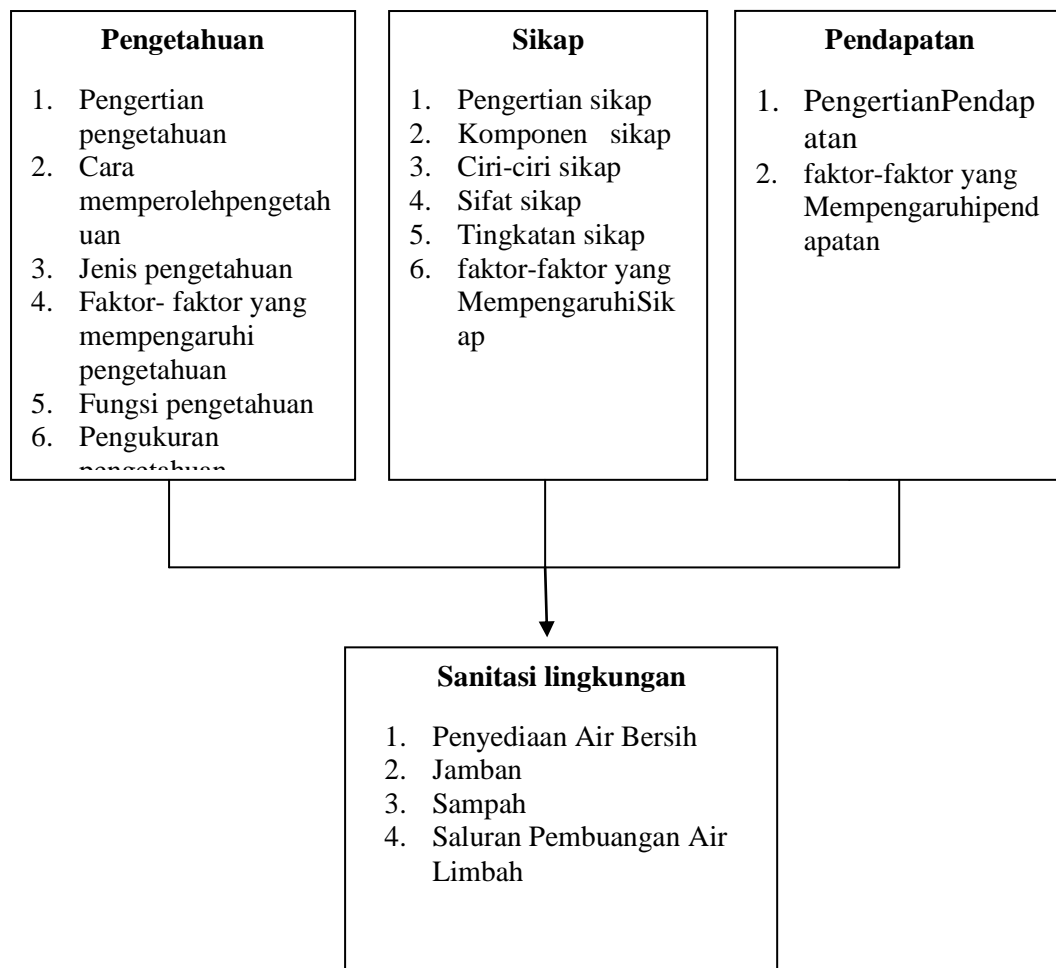 Pengetahuan
1. Pengertian
pengetahuan
2. Cara
memperolehpengetah
uan
3. Jenis pengetahuan
4. Faktor- faktor yang
mempengaruhi
pengetahuan
5. Fungsi pengetahuan
6. Pengukuran
pengetahuan
Sikap
1. Pengertian sikap
2. Komponen sikap
3. Ciri-ciri sikap
4. Sifat sikap
5. Tingkatan sikap
6. faktor-faktor yang
MempengaruhiSik
ap
Pendapatan
1. PengertianPendap
atan
2. faktor-faktor yang
Mempengaruhipend
apatan
Sanitasi lingkungan
1. Penyediaan Air Bersih
2. Jamban
3. Sampah
4. Saluran Pembuangan Air
Limbah